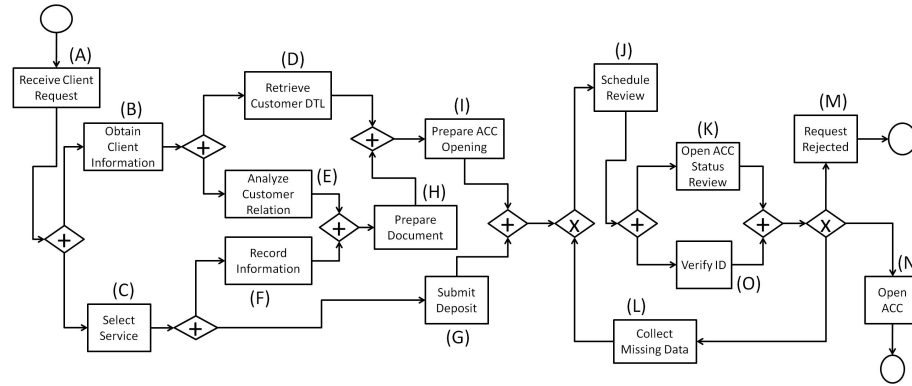 (A)
Receive Client
Request
(B)
Obtain
Client
Information
(C)
Select
Service
(D)
Retrieve
Customer DTL
(E)
Analyze
Customer
Relation
(F)
Record
Information
(G)
Submit
Deposit
(H)
Prepare
Document
(I)
Prepare ACC
Opening
(J)
Schedule
Review
(K)
Open ACC
Status
Review
(O)
Verify ID
(L)
Collect
Missing Data
(M)
Request
Rejected
(N
Open
ACC
+
+
+
+
+
+
X
+
+
X